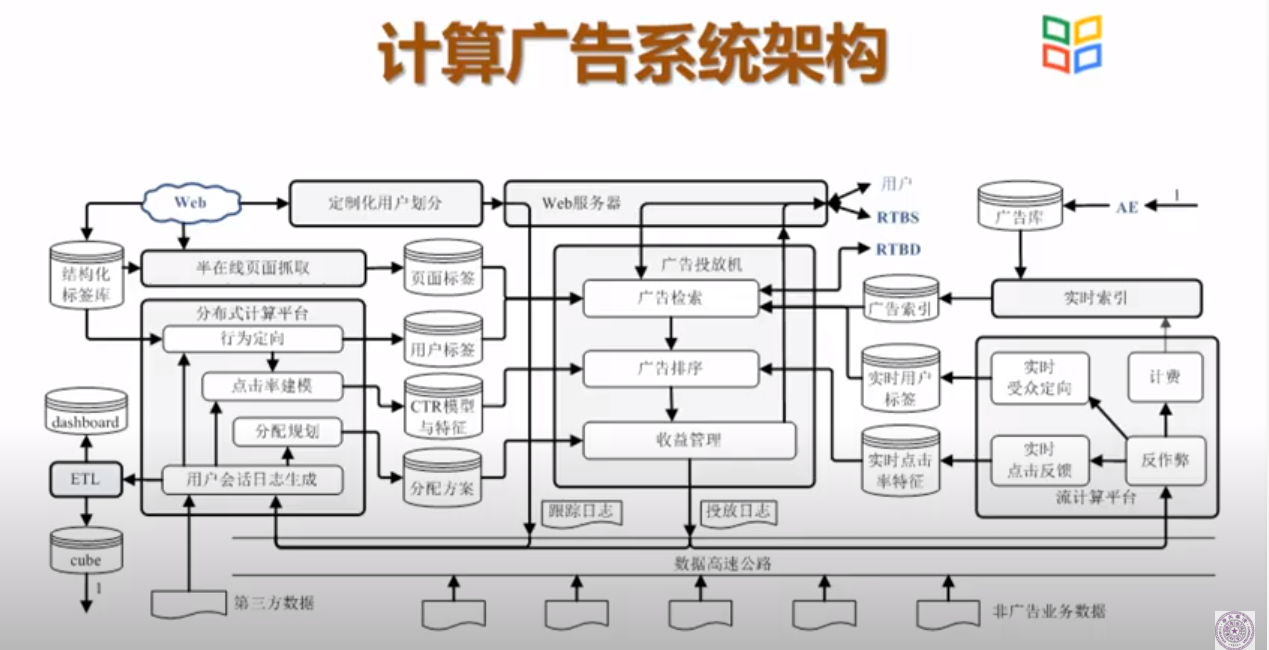 计算广告系统架构
Web
定制化用户划分
Web服务器
用户
RTBS
RTBD
广告库
AE
1
结构化
标签库
半在线页面抓取
页面标签
广告投放机
广告检索
广告索引
实时索引
分布式计算平台
行为定向
用户标签
点击率建模
CTR模型
与特征
广告排序
实时用户
标签
实时
受众定向
计费
dashboard
分配规划
收益管理
ETL
用户会话日志生成
分配方案
实时点击
率特征
实时
点击反馈
反作弊
流计算平台
跟踪日志
投放日志
cube
1
数据高速公路
第三方数据
非广告业务数据